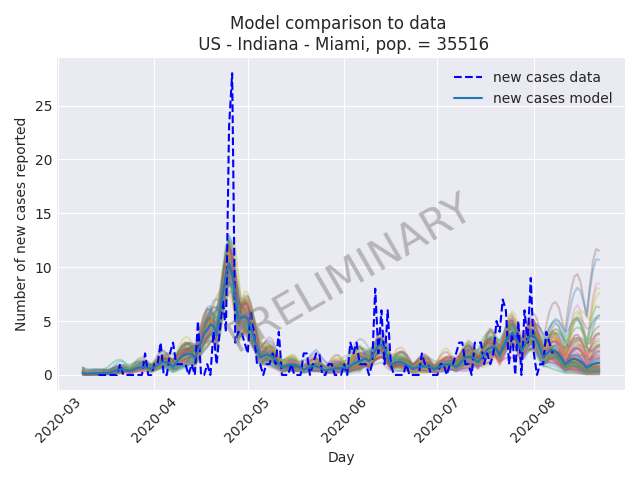 Model comparison to data
US - Indiana - Miami, pop. = 35516
new cases data
new cases model
25
20
15
10
5
0
Number of new cases reported
PRELIMINARY
2020-03
2020-04
2020-05
2020-06
2020-07
2020-08
Day